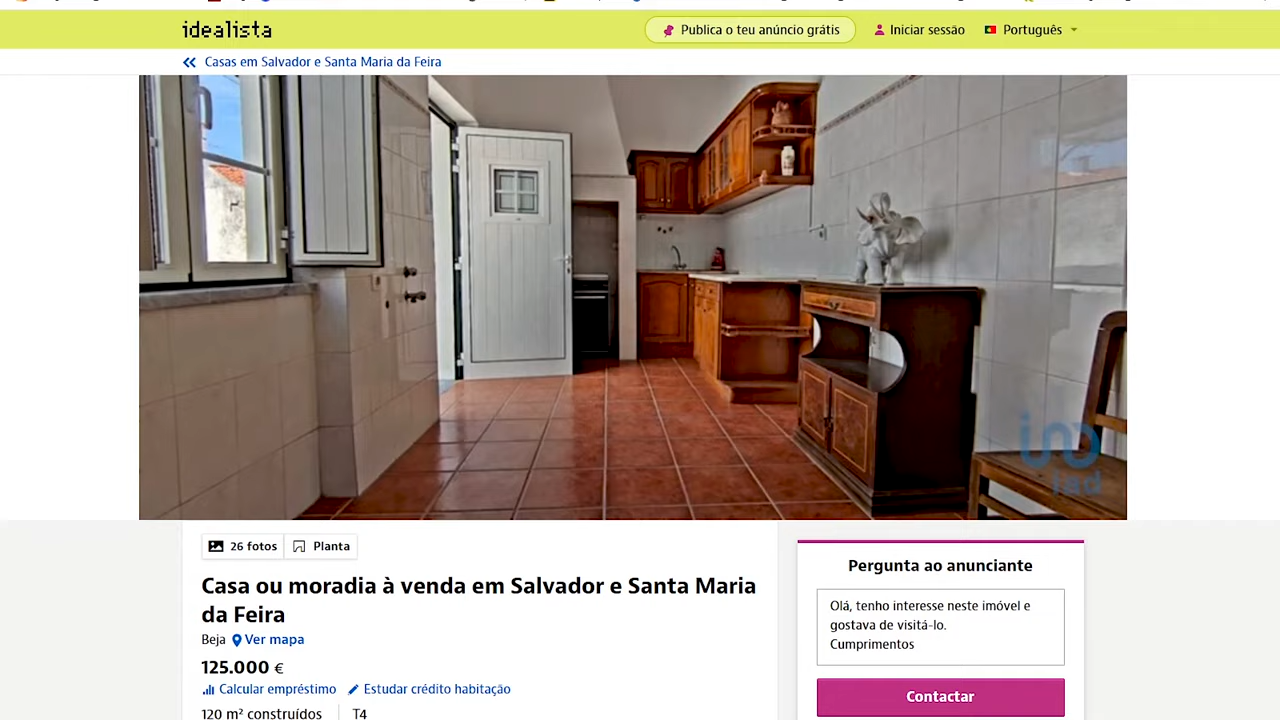 idealista
Publica o teu anúncio grátis
Iniciar sessão
Português
Casas em Salvador e Santa Maria da Feira
iad
26 fotos
Planta
Casa ou moradia à venda em Salvador e Santa Maria
da Feira
Beja Ver mapa
125.000 €
Calcular empréstimo
Estudar crédito habitação
120 m² construídos
T4
Pergunta ao anunciante
Olá, tenho interesse neste imóvel e
gostava de visitá-lo.
Cumprimentos
Contactar